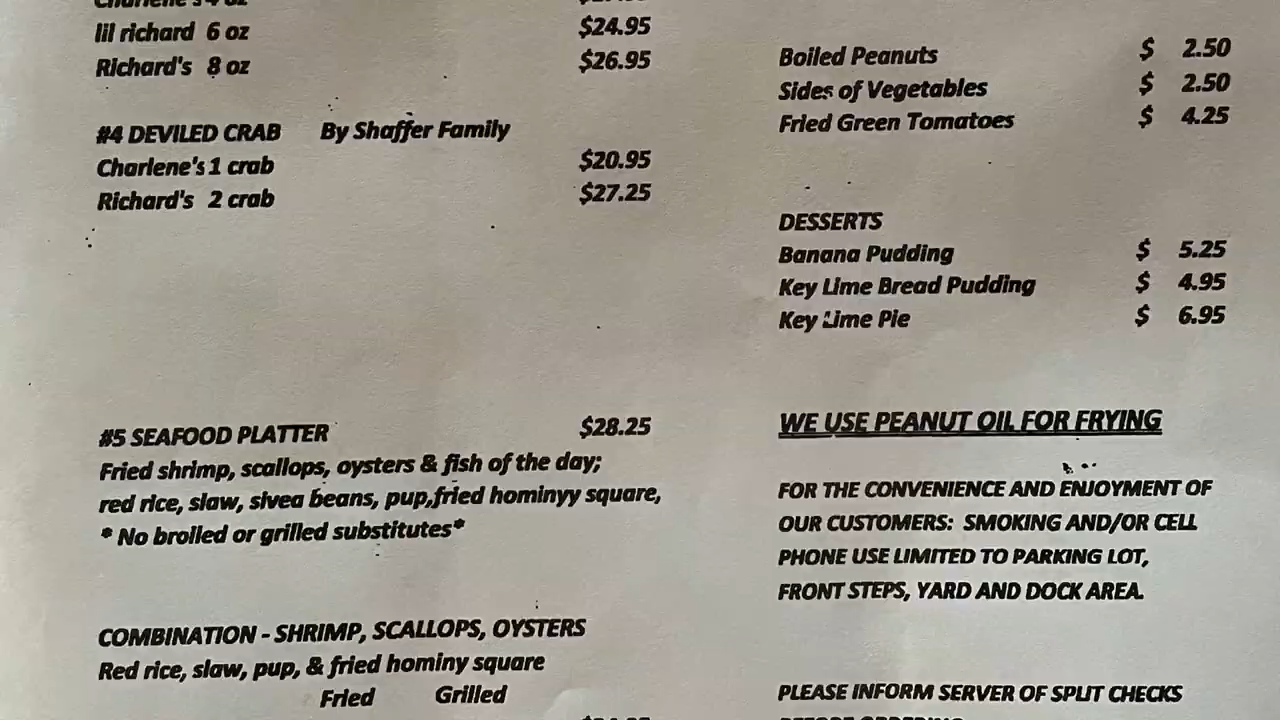 lil richard 6 oz $24.95
Richard's 8 oz $26.95
#4 DEVILED CRAB By Shaffer Family
Charlene's 1 crab $20.95
Richard's 2 crab $27.25
#5 SEAFOOD PLATTER $28.25
Fried shrimp, scallops, oysters & fish of the day;
red rice, slaw, sivea beans, pup,fried hominyy square,
* No broiled or grilled substitutes*
COMBINATION - SHRIMP, SCALLOPS, OYSTERS
Red rice, slaw, pup, & fried hominy square
Fried Grilled
Boiled Peanuts $ 2.50
Sides of Vegetables $ 2.50
Fried Green Tomatoes $ 4.25
DESSERTS
Banana Pudding $ 5.25
Key Lime Bread Pudding $ 4.95
Key Lime Pie $ 6.95
WE USE PEANUT OIL FOR FRYING
FOR THE CONVENIENCE AND ENJOYMENT OF
OUR CUSTOMERS: SMOKING AND/OR CELL
PHONE USE LIMITED TO PARKING LOT,
FRONT STEPS, YARD AND DOCK AREA.
PLEASE INFORM SERVER OF SPLIT CHECKS